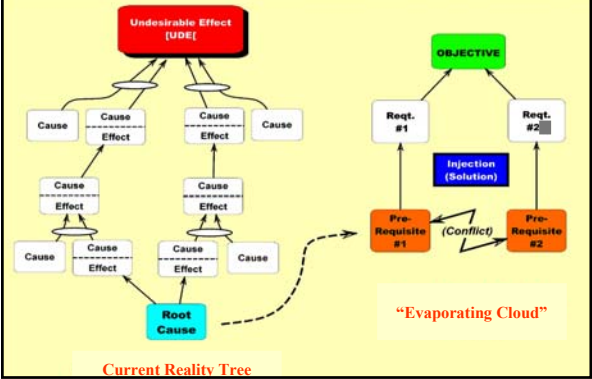 Undesirable Effect
[UDE[
OBJECTIVE
Cause
Cause
Effect
Cause
Effect
Cause
Reqt.
#1
Reqt.
#2
Injection
(Solution)
Cause
Effect
Cause
Effect
Pre-
Requisite
#1
(Conflict)
Pre-
Requisite
#2
Cause
Cause
Effect
Cause
Effect
Cause
Root
Cause
“Evaporating Cloud”
Current Reality Tree